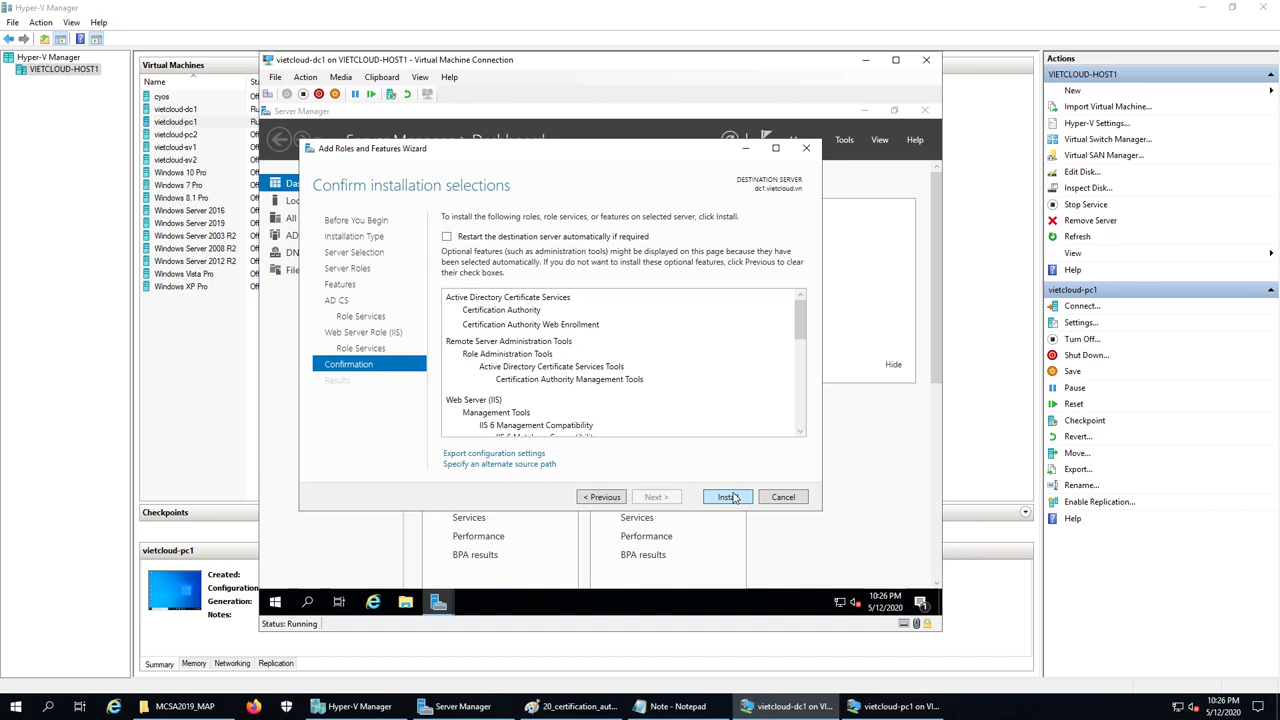 Hyper-V Manager
File Action View Help
Hyper-V Manager
VIETCLOUD-HOST1
Virtual Machines
Name
cyos
vietcloud-dc1
vietcloud-pc1
vietcloud-pc2
vietcloud-sv1
vietcloud-sv2
Windows 10 Pro
Windows 7 Pro
Windows 8.1 Pro
Windows Server 2016
Windows Server 2019
Windows Server 2003 R2
Windows Server 2008 R2
Windows Server 2012 R2
Windows Vista Pro
Windows XP Pro
Checkpoints
vietcloud-pc1
Created:
Generation:
Notes:
Summary Memory Networking Replication
vietcloud-dc1 on VIETCLOUD-HOST1 - Virtual Machine Connection
File Action Media Clipboard View Help
Server Manager
Tools View Help
Hide
Add Roles and Features Wizard
Confirm installation selections
DESTINATION SERVER
dc1.vietcloud.vn
Before You Begin
Installation Type
Server Selection
Server Roles
Features
AD CS
Role Services
Web Server Role (IIS)
Role Services
Confirmation
Results
To install the following roles, role services, or features on selected server, click Install.
Restart the destination server automatically if required
Optional features (such as administration tools) might be displayed on this page because they have
been selected automatically. If you do not want to install these optional features, click Previous to clear
their check boxes.
Active Directory Certificate Services
Certification Authority
Certification Authority Web Enrollment
Remote Server Administration Tools
Role Administration Tools
Active Directory Certificate Services Tools
Certification Authority Management Tools
Web Server (IIS)
Management Tools
IIS 6 Management Compatibility
Export configuration settings
Specify an alternate source path
< Previous Next > Install Cancel
Services Services
Performance Performance
BPA results BPA results
10:26 PM
5/12/2020
Status: Running
Actions
VIETCLOUD-HOST1
New
Import Virtual Machine...
Hyper-V Settings...
Virtual Switch Manager...
Virtual SAN Manager...
Edit Disk...
Inspect Disk...
Stop Service
Remove Server
Refresh
View
Help
vietcloud-pc1
Connect...
Settings...
Turn Off...
Shut Down...
Save
Pause
Reset
Checkpoint
Revert...
Move...
Export...
Rename...
Enable Replication...
Help
MCSA2019_MAP Hyper-V Manager Server Manager 20_certification_aut... Note - Notepad vietcloud-dc1 on VI... vietcloud-pc1 on VI...
10:26 PM
5/12/2020